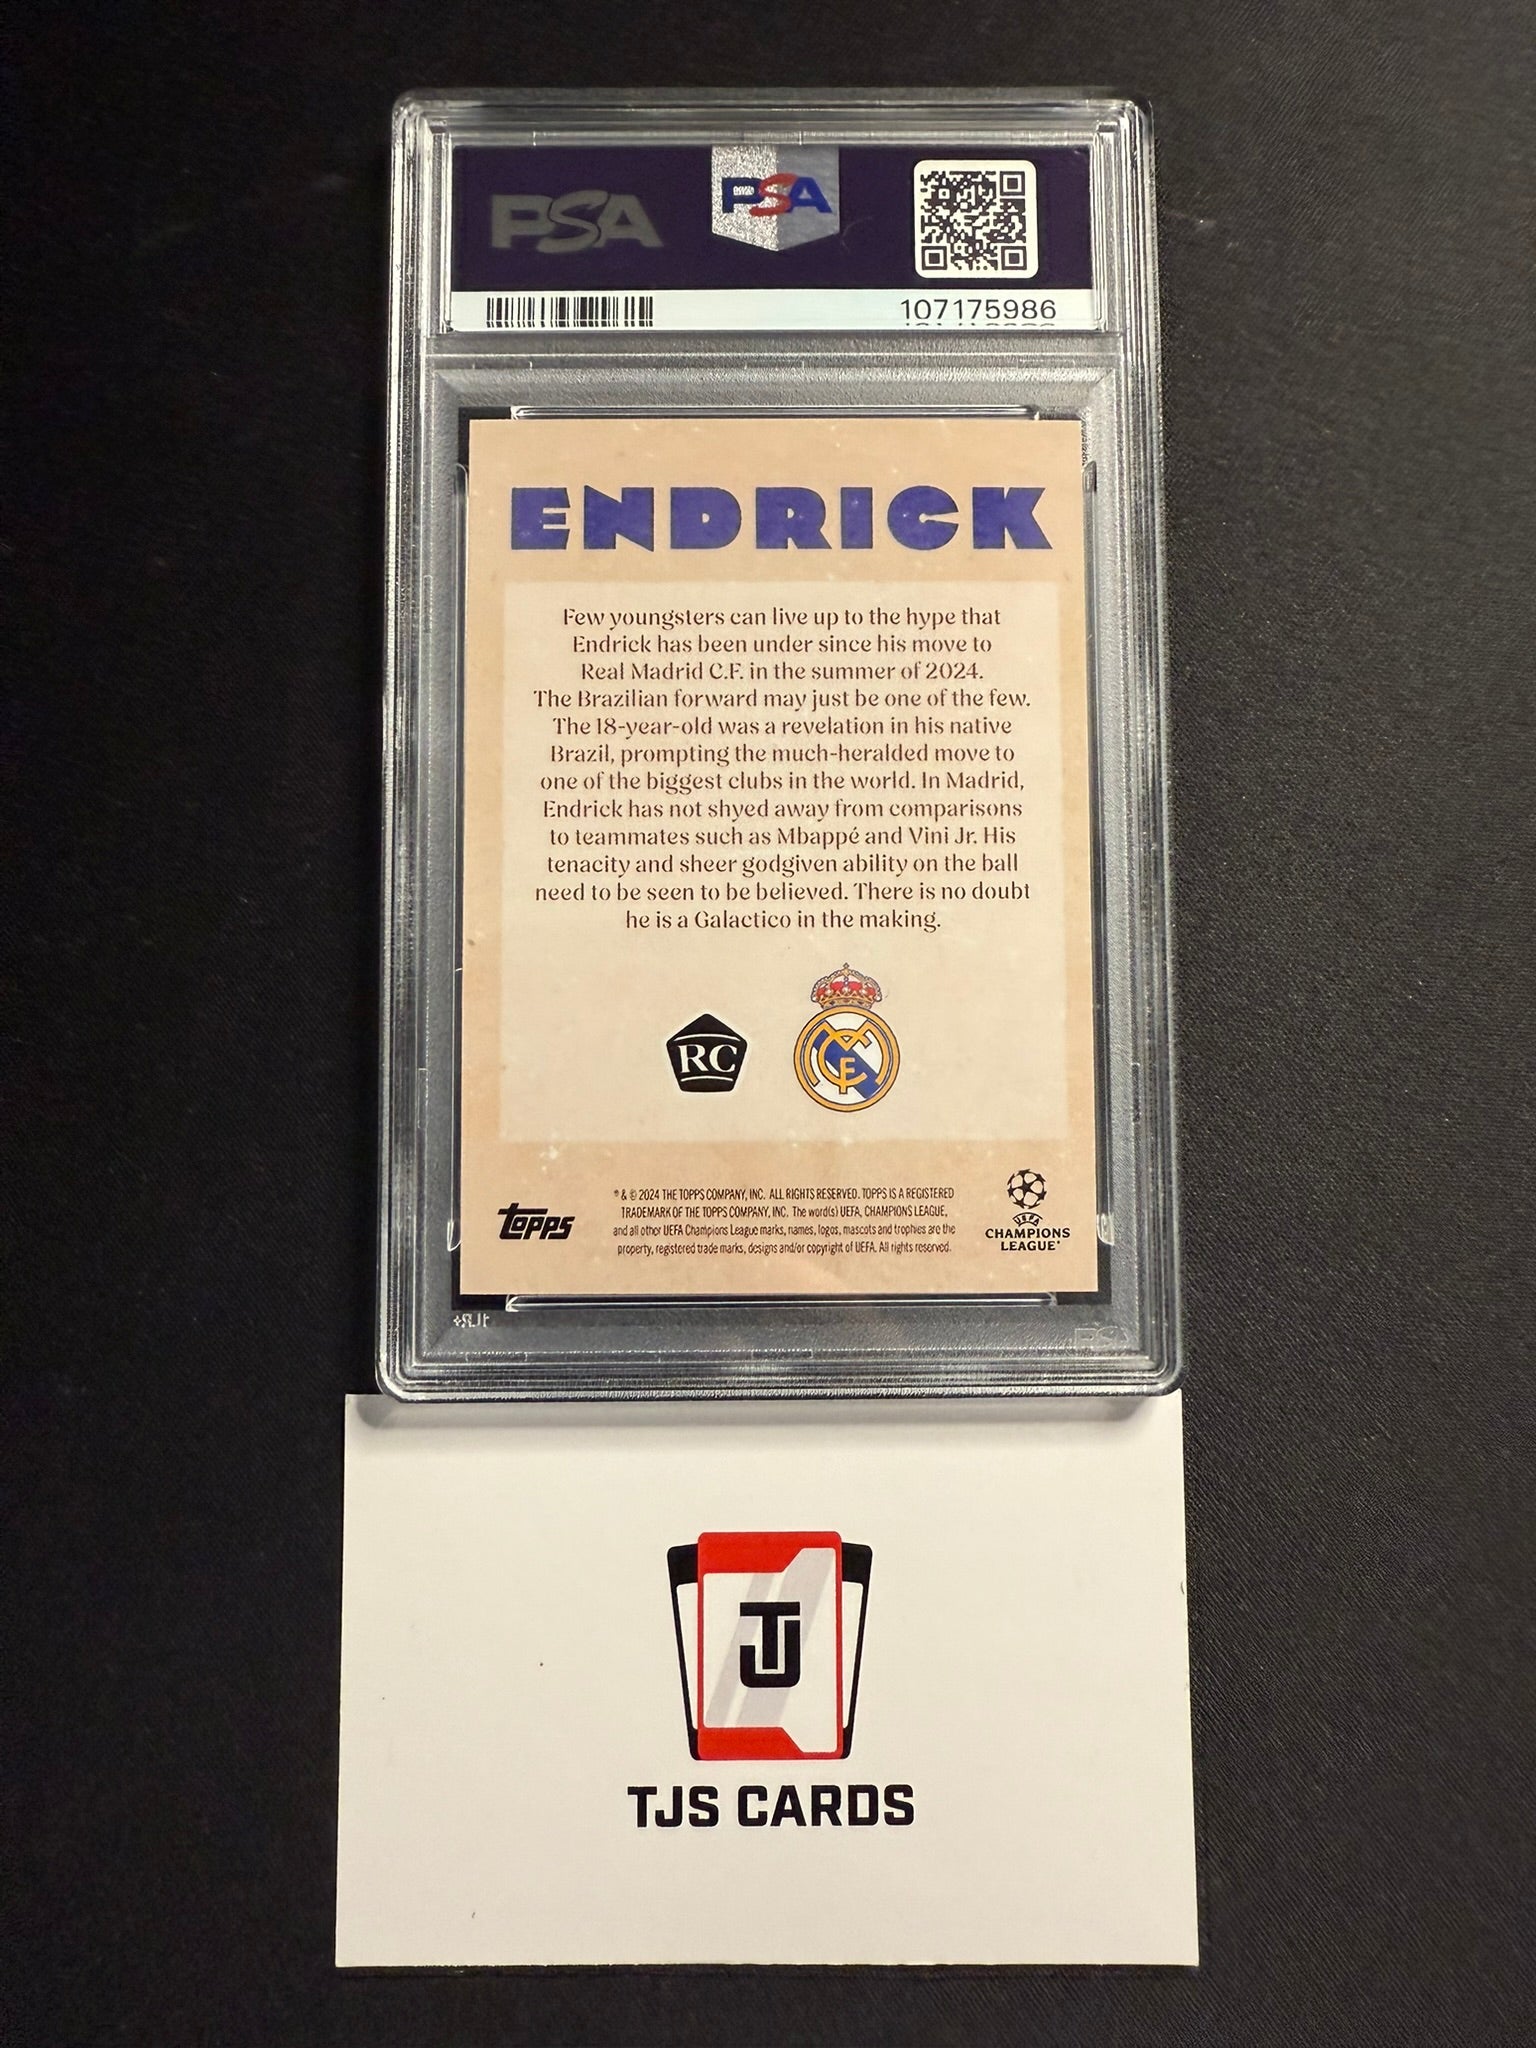 PSA
PSA
107175986
ENDRICK
Few youngsters can live up to the hype that
Endrick has been under since his move to
Real Madrid C.F. in the summer of 2024.
The Brazilian forward may just be one of the few.
The 18-year-old was a revelation in his native
Brazil, prompting the much-heralded move to
one of the biggest clubs in the world. In Madrid,
Endrick has not shyed away from comparisons
to teammates such as Mbappé and Vini Jr. His
tenacity and sheer godgiven ability on the ball
need to be seen to be believed. There is no doubt
he is a Galactico in the making.
RC
topps
® & © 2024 THE TOPPS COMPANY, INC. ALL RIGHTS RESERVED. TOPPS IS A REGISTERED
TRADEMARK OF THE TOPPS COMPANY, INC. The word(s) UEFA, CHAMPIONS LEAGUE,
and all other UEFA Champions League marks, names, logos, mascots and trophies are the
property, registered trade marks, designs and/or copyright of UEFA. All rights reserved.
UEFA
CHAMPIONS
LEAGUE®
PSA
TJ
TJS CARDS